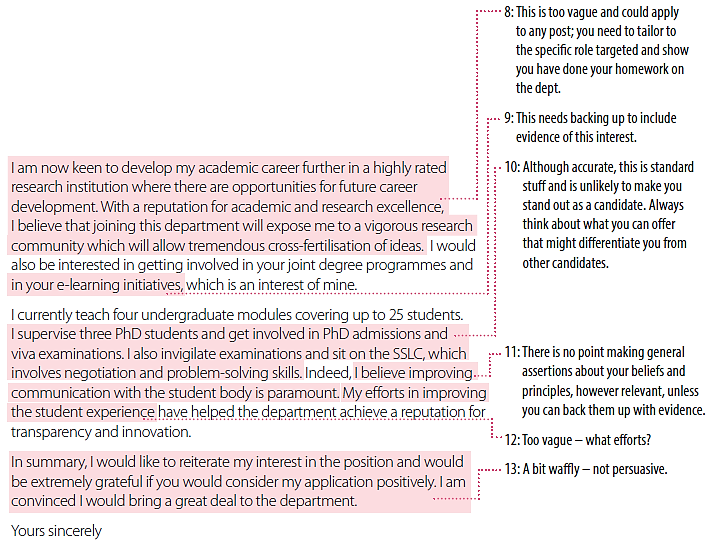 8: This is too vague and could apply
to any post; you need to tailor to
the specific role targeted and show
you have done your homework on
the dept.
9: This needs backing up to include
evidence of this interest.
10: Although accurate, this is standard
stuff and is unlikely to make you
stand out as a candidate. Always
think about what you can offer
that might differentiate you from
other candidates.
11: There is no point making general
assertions about your beliefs and
principles, however relevant, unless
you can back them up with evidence.
12: Too vague – what efforts?
13: A bit waffly – not persuasive.
I am now keen to develop my academic career further in a highly rated
research institution where there are opportunities for future career
development. With a reputation for academic and research excellence,
I believe that joining this department will expose me to a vigorous research
community which will allow tremendous cross-fertilisation of ideas. I would
also be interested in getting involved in your joint degree programmes and
in your e-learning initiatives, which is an interest of mine.
I currently teach four undergraduate modules covering up to 25 students.
I supervise three PhD students and get involved in PhD admissions and
viva examinations. I also invigilate examinations and sit on the SSLC, which
involves negotiation and problem-solving skills. Indeed, I believe improving
communication with the student body is paramount. My efforts in improving
the student experience have helped the department achieve a reputation for
transparency and innovation.
In summary, I would like to reiterate my interest in the position and would
be extremely grateful if you would consider my application positively. I am
convinced I would bring a great deal to the department.
Yours sincerely